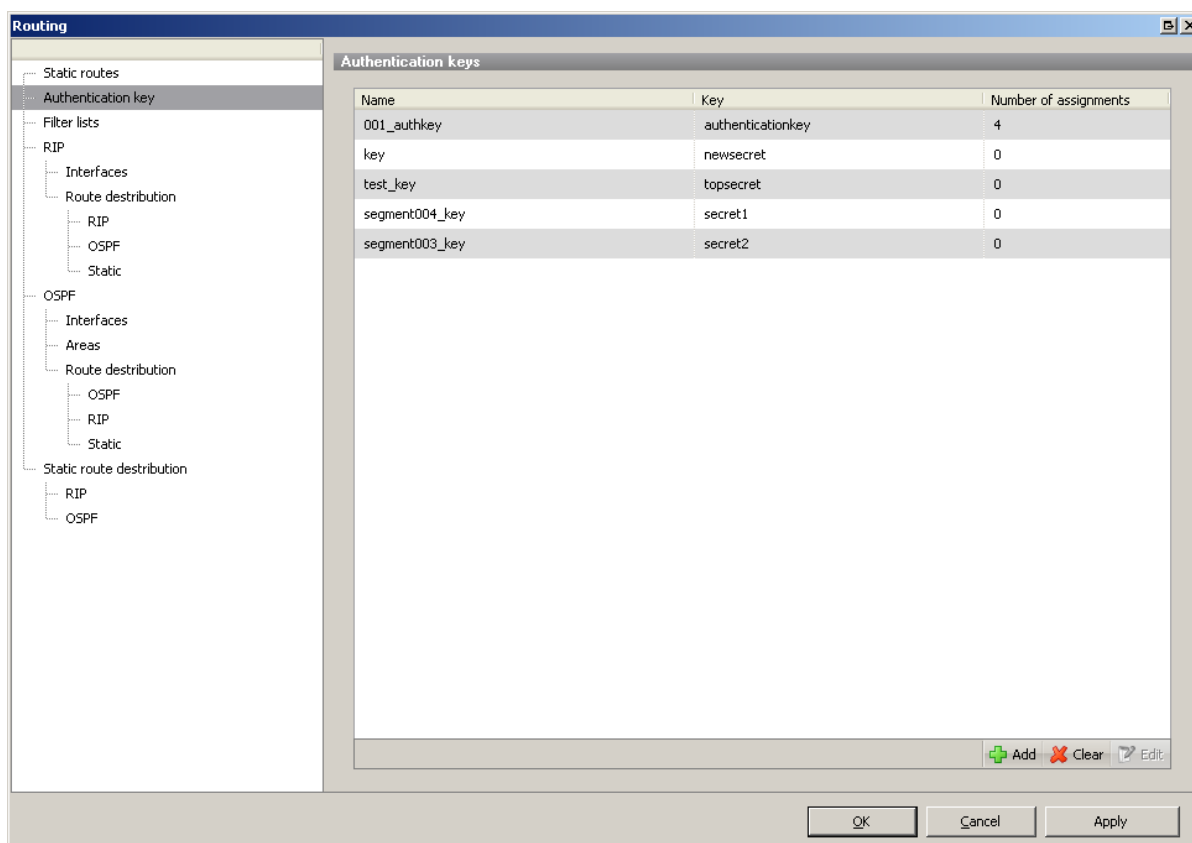 Routing
Static routes
Authentication key
Filter lists
RIP
Interfaces
Route destribution
RIP
OSPF
Static
OSPF
Interfaces
Areas
Route destribution
OSPF
RIP
Static
Static route destribution
RIP
OSPF
Authentication keys
Name Key Number of assignments
001_authkey authenticationkey 4
key newsecret 0
test_key topsecret 0
segment004_key secret1 0
segment003_key secret2 0
Add Clear Edit
OK Cancel Apply